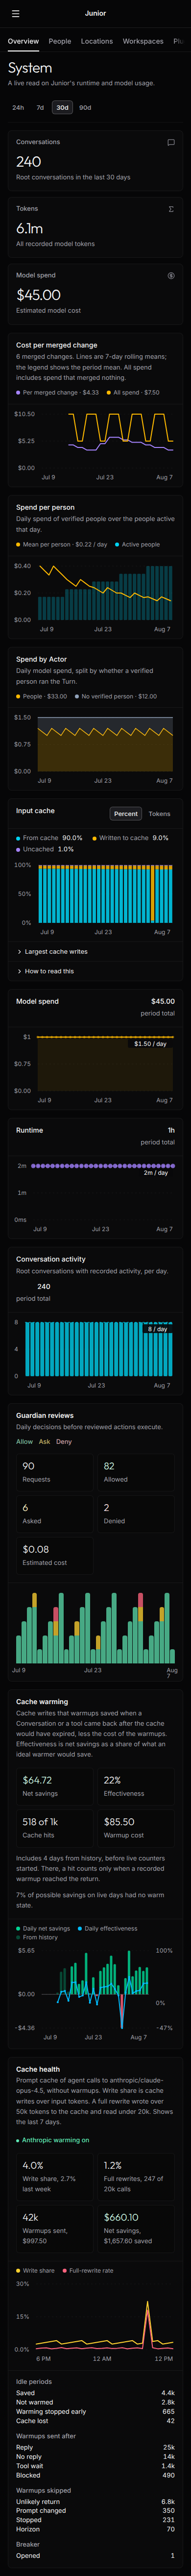 Junior
Overview People Locations Workspaces
System
A live read on Junior's runtime and model usage.
24h 7d 30d 90d
Conversations
240
Root conversations in the last 30 days
Tokens
6.1m
All recorded model tokens
Model spend
$45.00
Estimated model cost
Cost per merged change
6 merged changes. Lines are 7-day rolling means;
the legend shows the period mean. All spend
includes spend that merged nothing.
Per merged change · $4.33 All spend · $7.50
$10.50
$5.25
$0.00
Jul 9 Jul 23 Aug 7
Spend per person
Daily spend of verified people over the people active
that day.
Mean per person · $0.22 / day Active people
$0.40
$0.20
$0.00
Jul 9 Jul 23 Aug 7
Spend by Actor
Daily model spend, split by whether a verified
person ran the Turn.
People · $33.00 No verified person · $12.00
$1.50
$0.75
$0.00
Jul 9 Jul 23 Aug 7
Input cache Percent Tokens
From cache 90.0% Written to cache 9.0%
Uncached 1.0%
100%
50%
0%
Jul 9 Jul 23 Aug 7
Largest cache writes
How to read this
Model spend $45.00
period total
$1
$1.50 / day
$0.75
$0.00
Jul 9 Jul 23 Aug 7
Runtime 1h
period total
2m
2m / day
1m
0ms
Jul 9 Jul 23 Aug 7
Conversation activity
Root conversations with recorded activity, per day.
240
period total
8
8 / day
4
0
Jul 9 Jul 23 Aug 7
Guardian reviews
Daily decisions before reviewed actions execute.
Allow Ask Deny
90 82
Requests Allowed
6 2
Asked Denied
$0.08
Estimated cost
Jul 9 Jul 23 Aug
7
Cache warming
Cache writes that warmups saved when a
Conversation or a tool came back after the cache
would have expired, less the cost of the warmups.
Effectiveness is net savings as a share of what an
ideal warmer would save.
$64.72 22%
Net savings Effectiveness
518 of 1k $85.50
Cache hits Warmup cost
Includes 4 days from history, before live counters
started. There, a hit counts only when a recorded
warmup reached the return.
7% of possible savings on live days had no warm
state.
Daily net savings Daily effectiveness
From history
$5.65 100%
$0.00 0%
-$4.36 -47%
Jul 9 Jul 23 Aug 7
Cache health
Prompt cache of agent calls to anthropic/claude-
opus-4.5, without warmups. Write share is cache
writes over input tokens. A full rewrite wrote over
50k tokens to the cache and read under 20k. Shows
the last 7 days.
Anthropic warming on
4.0% 1.2%
Write share, 2.7% Full rewrites, 247 of
last week 20k calls
42k $660.10
Warmups sent, Net savings,
$997.50 $1,657.60 saved
Write share Full-rewrite rate
30%
15%
0.0%
6 PM 12 AM 12 PM
Idle periods
Saved 4.4k
Not warmed 2.8k
Warming stopped early 665
Cache lost 42
Warmups sent after
Reply 25k
No reply 14k
Tool wait 1.4k
Blocked 490
Warmups skipped
Unlikely return 6.8k
Prompt changed 350
Stopped 231
Horizon 70
Breaker
Opened 1